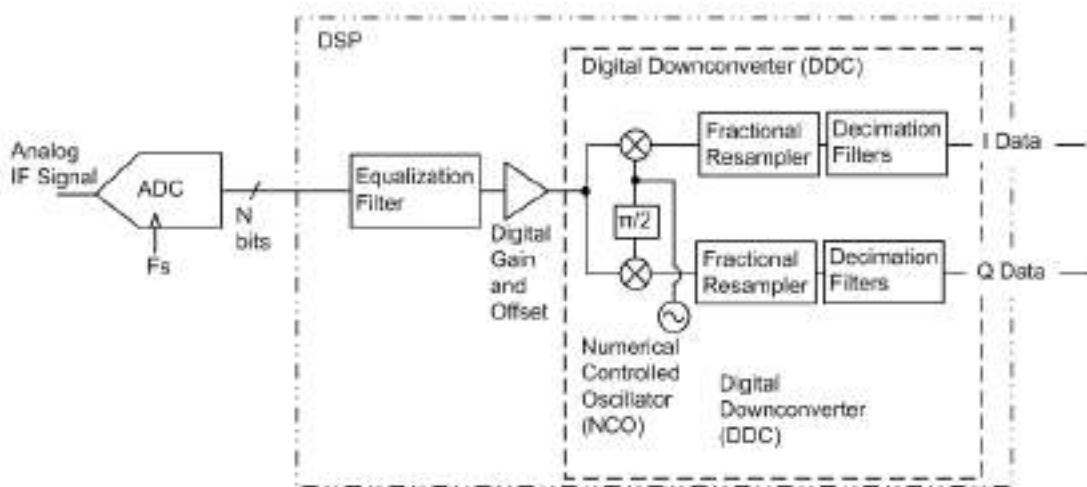 DSP
Digital Downconverter (DDC)
Analog
IF Signal
ADC
Fs
N
bits
Equalization
Filter
Digital
Gain
and
Offset
π/2
Fractional
Resampler
Decimation
Filters
I Data
Fractional
Resampler
Decimation
Filters
Q Data
Numerical
Controlled
Oscillator
(NCO)
Digital
Downconverter
(DDC)